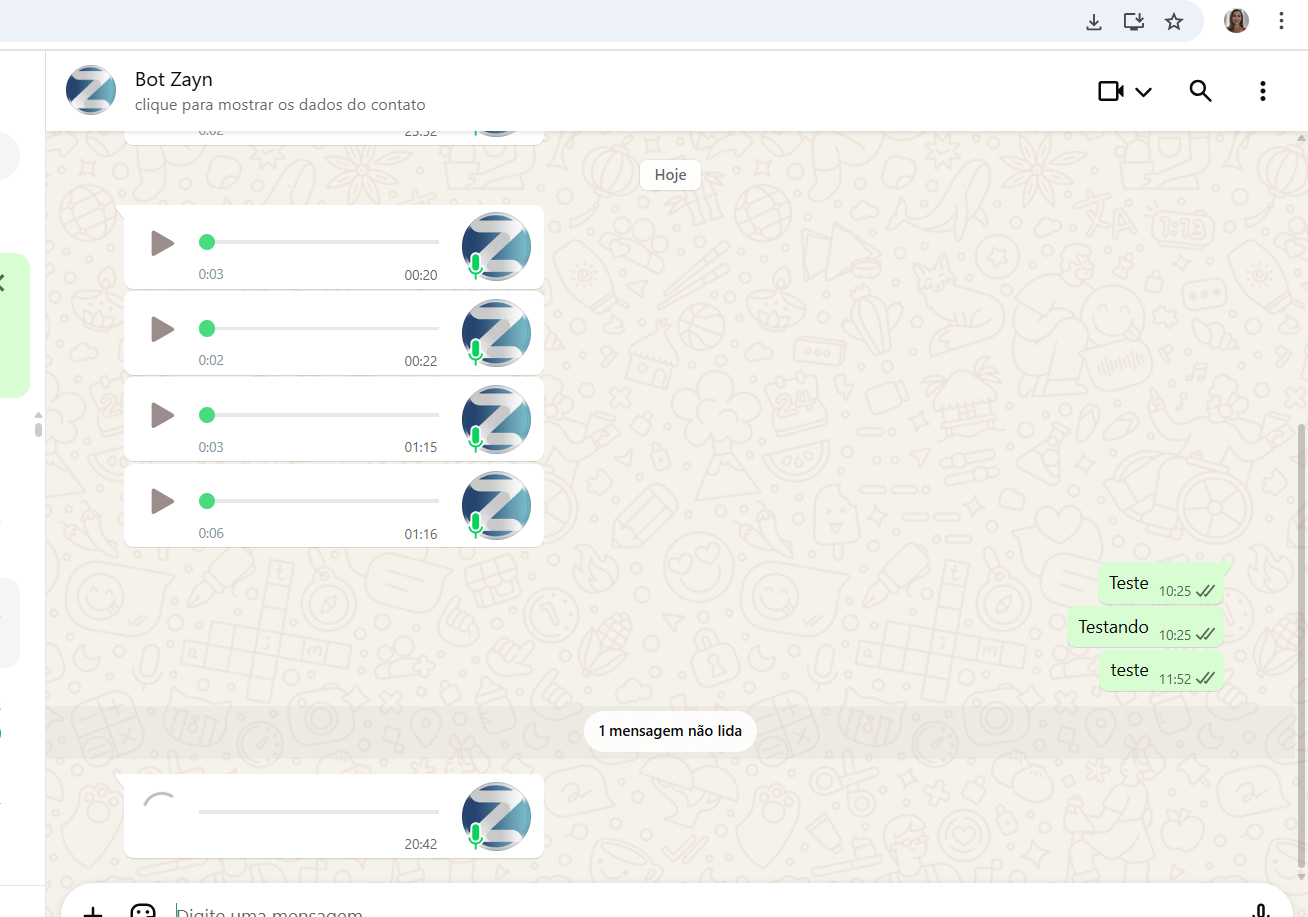 Bot Zayn
clique para mostrar os dados do contato
0:02 23:52
Hoje
0:03 00:20
0:02 00:22
0:03 01:15
0:06 01:16
Teste 10:25
Testando 10:25
teste 11:52
1 mensagem não lida
20:42
Digite uma mensagem